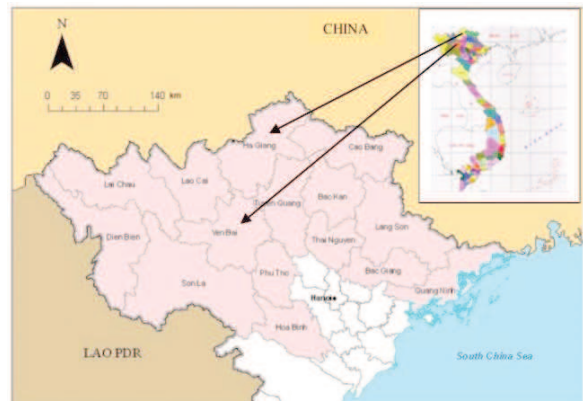 N
CHINA
0 35 70 140 km
Ha Giang
Cao Bang
Lai Chau
Lao Cai
Tuyen Quang
Bac Kan
Dien Bien
Yen Bai
Thai Nguyen
Lang Son
Son La
Phu Tho
Bac Giang
Quang Ninh
Hoa Binh
LAO PDR
South China Sea